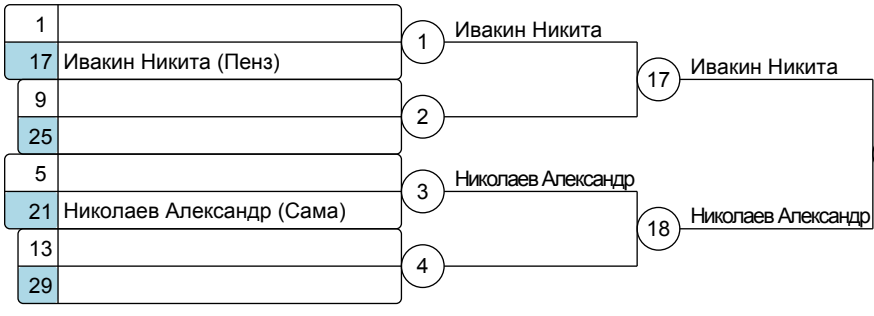 1
1 Ивакин Никита
17 Ивакин Никита (Пенз)
17 Ивакин Никита
9
2
25
5
3 Николаев Александр
21 Николаев Александр (Сама)
18 Николаев Александр
13
4
29